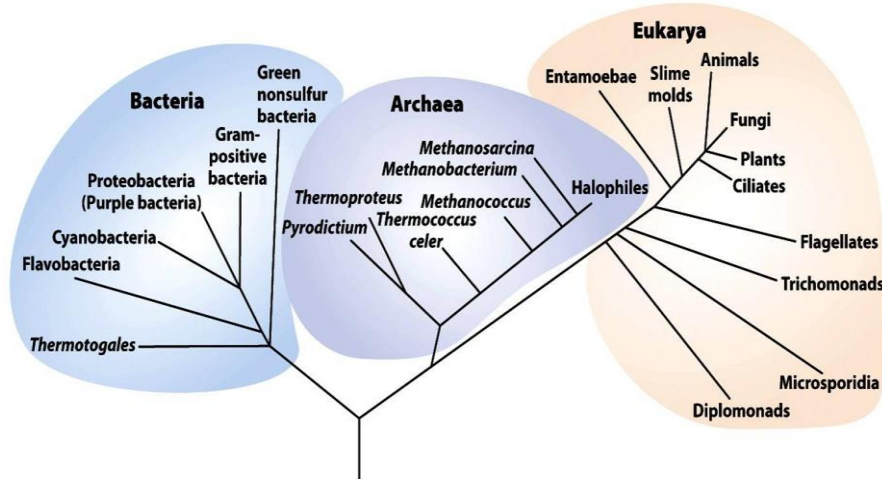 Bacteria
Green
nonsulfur
bacteria
Gram-
positive
bacteria
Proteobacteria
(Purple bacteria)
Cyanobacteria
Flavobacteria
Thermotogales
Archaea
Methanosarcina
Methanobacterium
Halophiles
Thermoproteus
Methanococcus
Pyrodictium
Thermococcus
celer
Eukarya
Entamoebae
Slime
molds
Animals
Fungi
Plants
Ciliates
Flagellates
Trichomonads
Microsporidia
Diplomonads